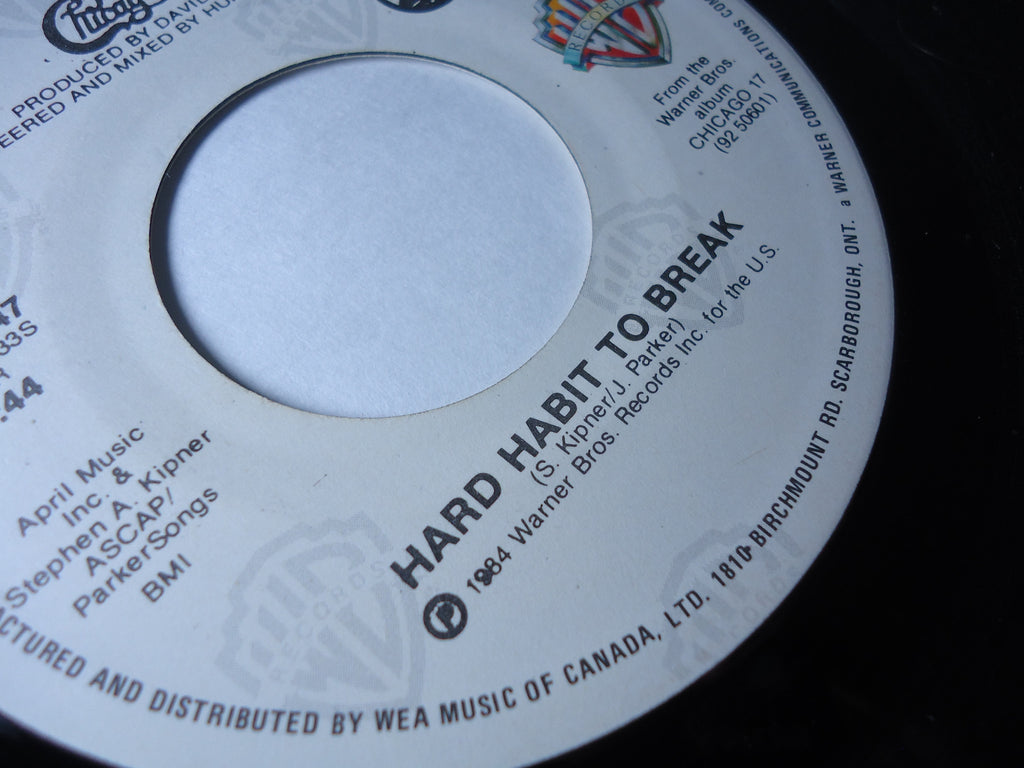 Chicago
PRODUCED BY DAVID
EERED AND MIXED BY HU
RECORDS
From the
Warner Bros.
album
CHICAGO 17
(92 50601)
47
33S
.44
April Music
Inc. &
Stephen A. Kipner
ASCAP/
ParkerSongs
BMI
HARD HABIT TO BREAK
(S. Kipner/J. Parker)
℗ 1984 Warner Bros. Records Inc. for the U.S.
CTURED AND DISTRIBUTED BY WEA MUSIC OF CANADA, LTD. 1810 BIRCHMOUNT RD. SCARBOROUGH, ONT. a WARNER COMMUNICATIONS COM